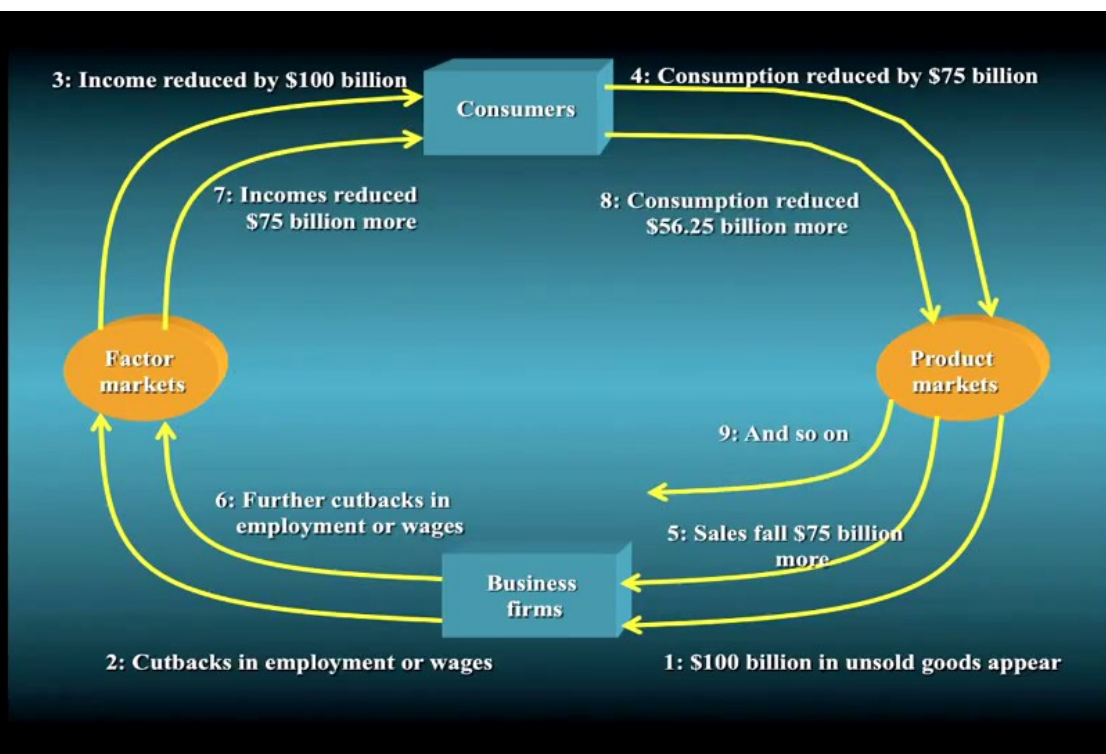 3: Income reduced by $100 billion
4: Consumption reduced by $75 billion
Consumers
7: Incomes reduced
$75 billion more
8: Consumption reduced
$56.25 billion more
Factor
markets
Product
markets
9: And so on
6: Further cutbacks in
employment or wages
5: Sales fall $75 billion
more
Business
firms
2: Cutbacks in employment or wages
1: $100 billion in unsold goods appear